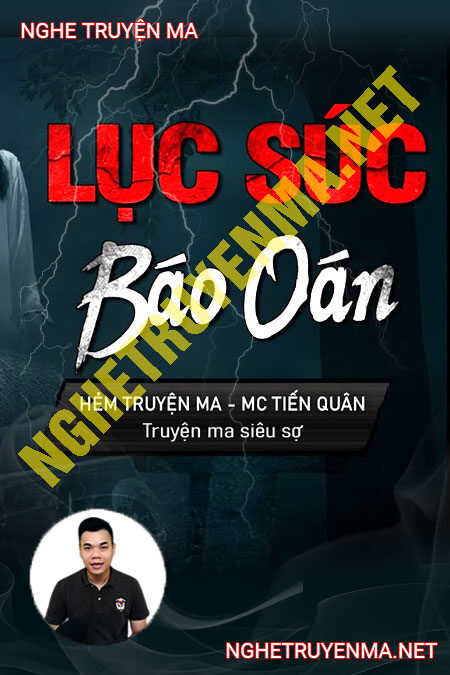 NGHE TRUYỆN MA
LỤC SÚC
Báo Oán
NGHETRUYENMA.NET
HẺM TRUYỆN MA - MC TIẾN QUÂN
Truyện ma siêu sợ
NGHETRUYENMA.NET